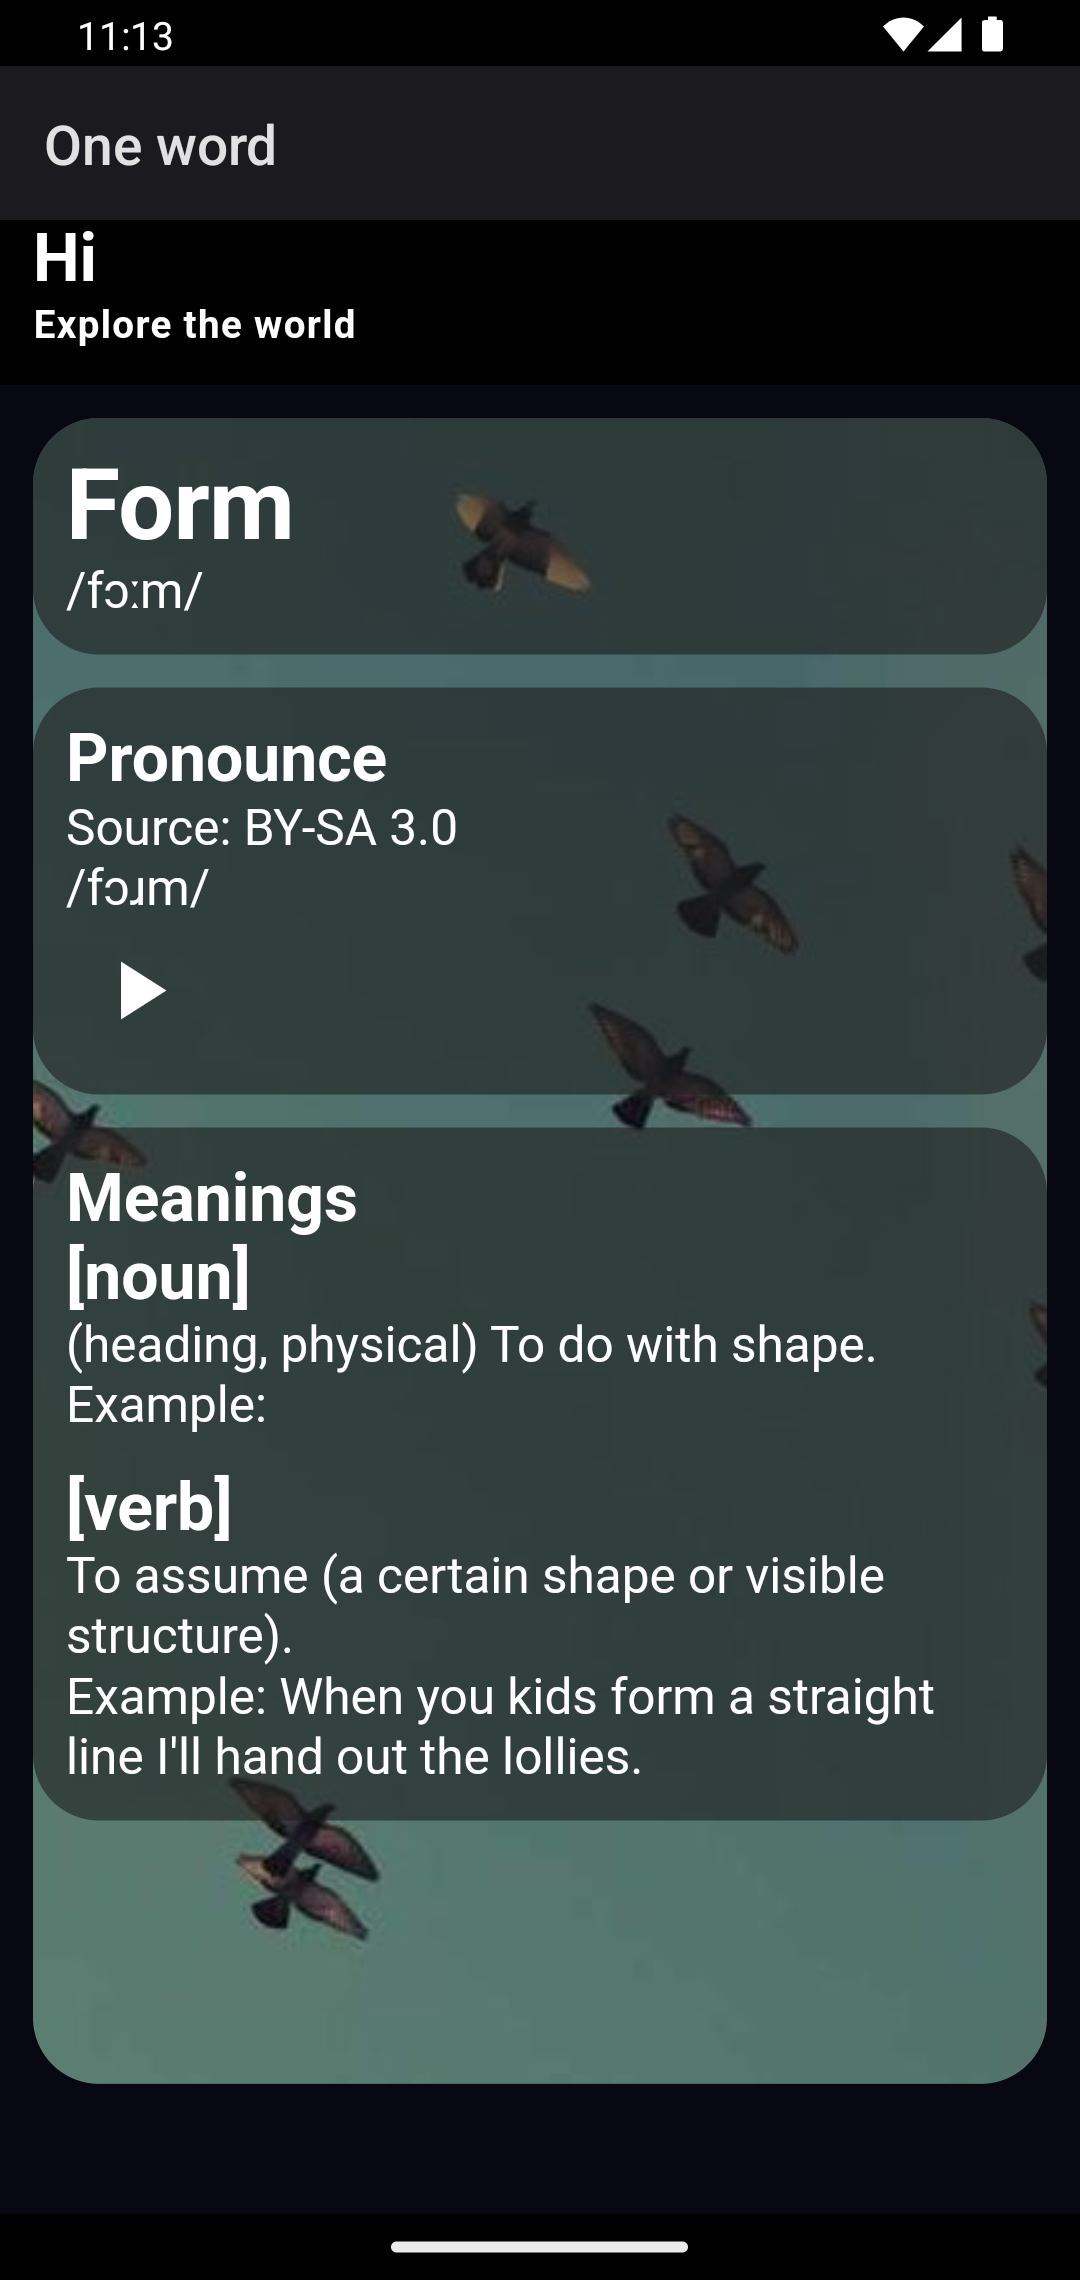 11:13
One word
Hi
Explore the world
Form
/fɔːm/
Pronounce
Source: BY-SA 3.0
/fɔɹm/
Meanings
[noun]
(heading, physical) To do with shape.
Example:
[verb]
To assume (a certain shape or visible
structure).
Example: When you kids form a straight
line I'll hand out the lollies.